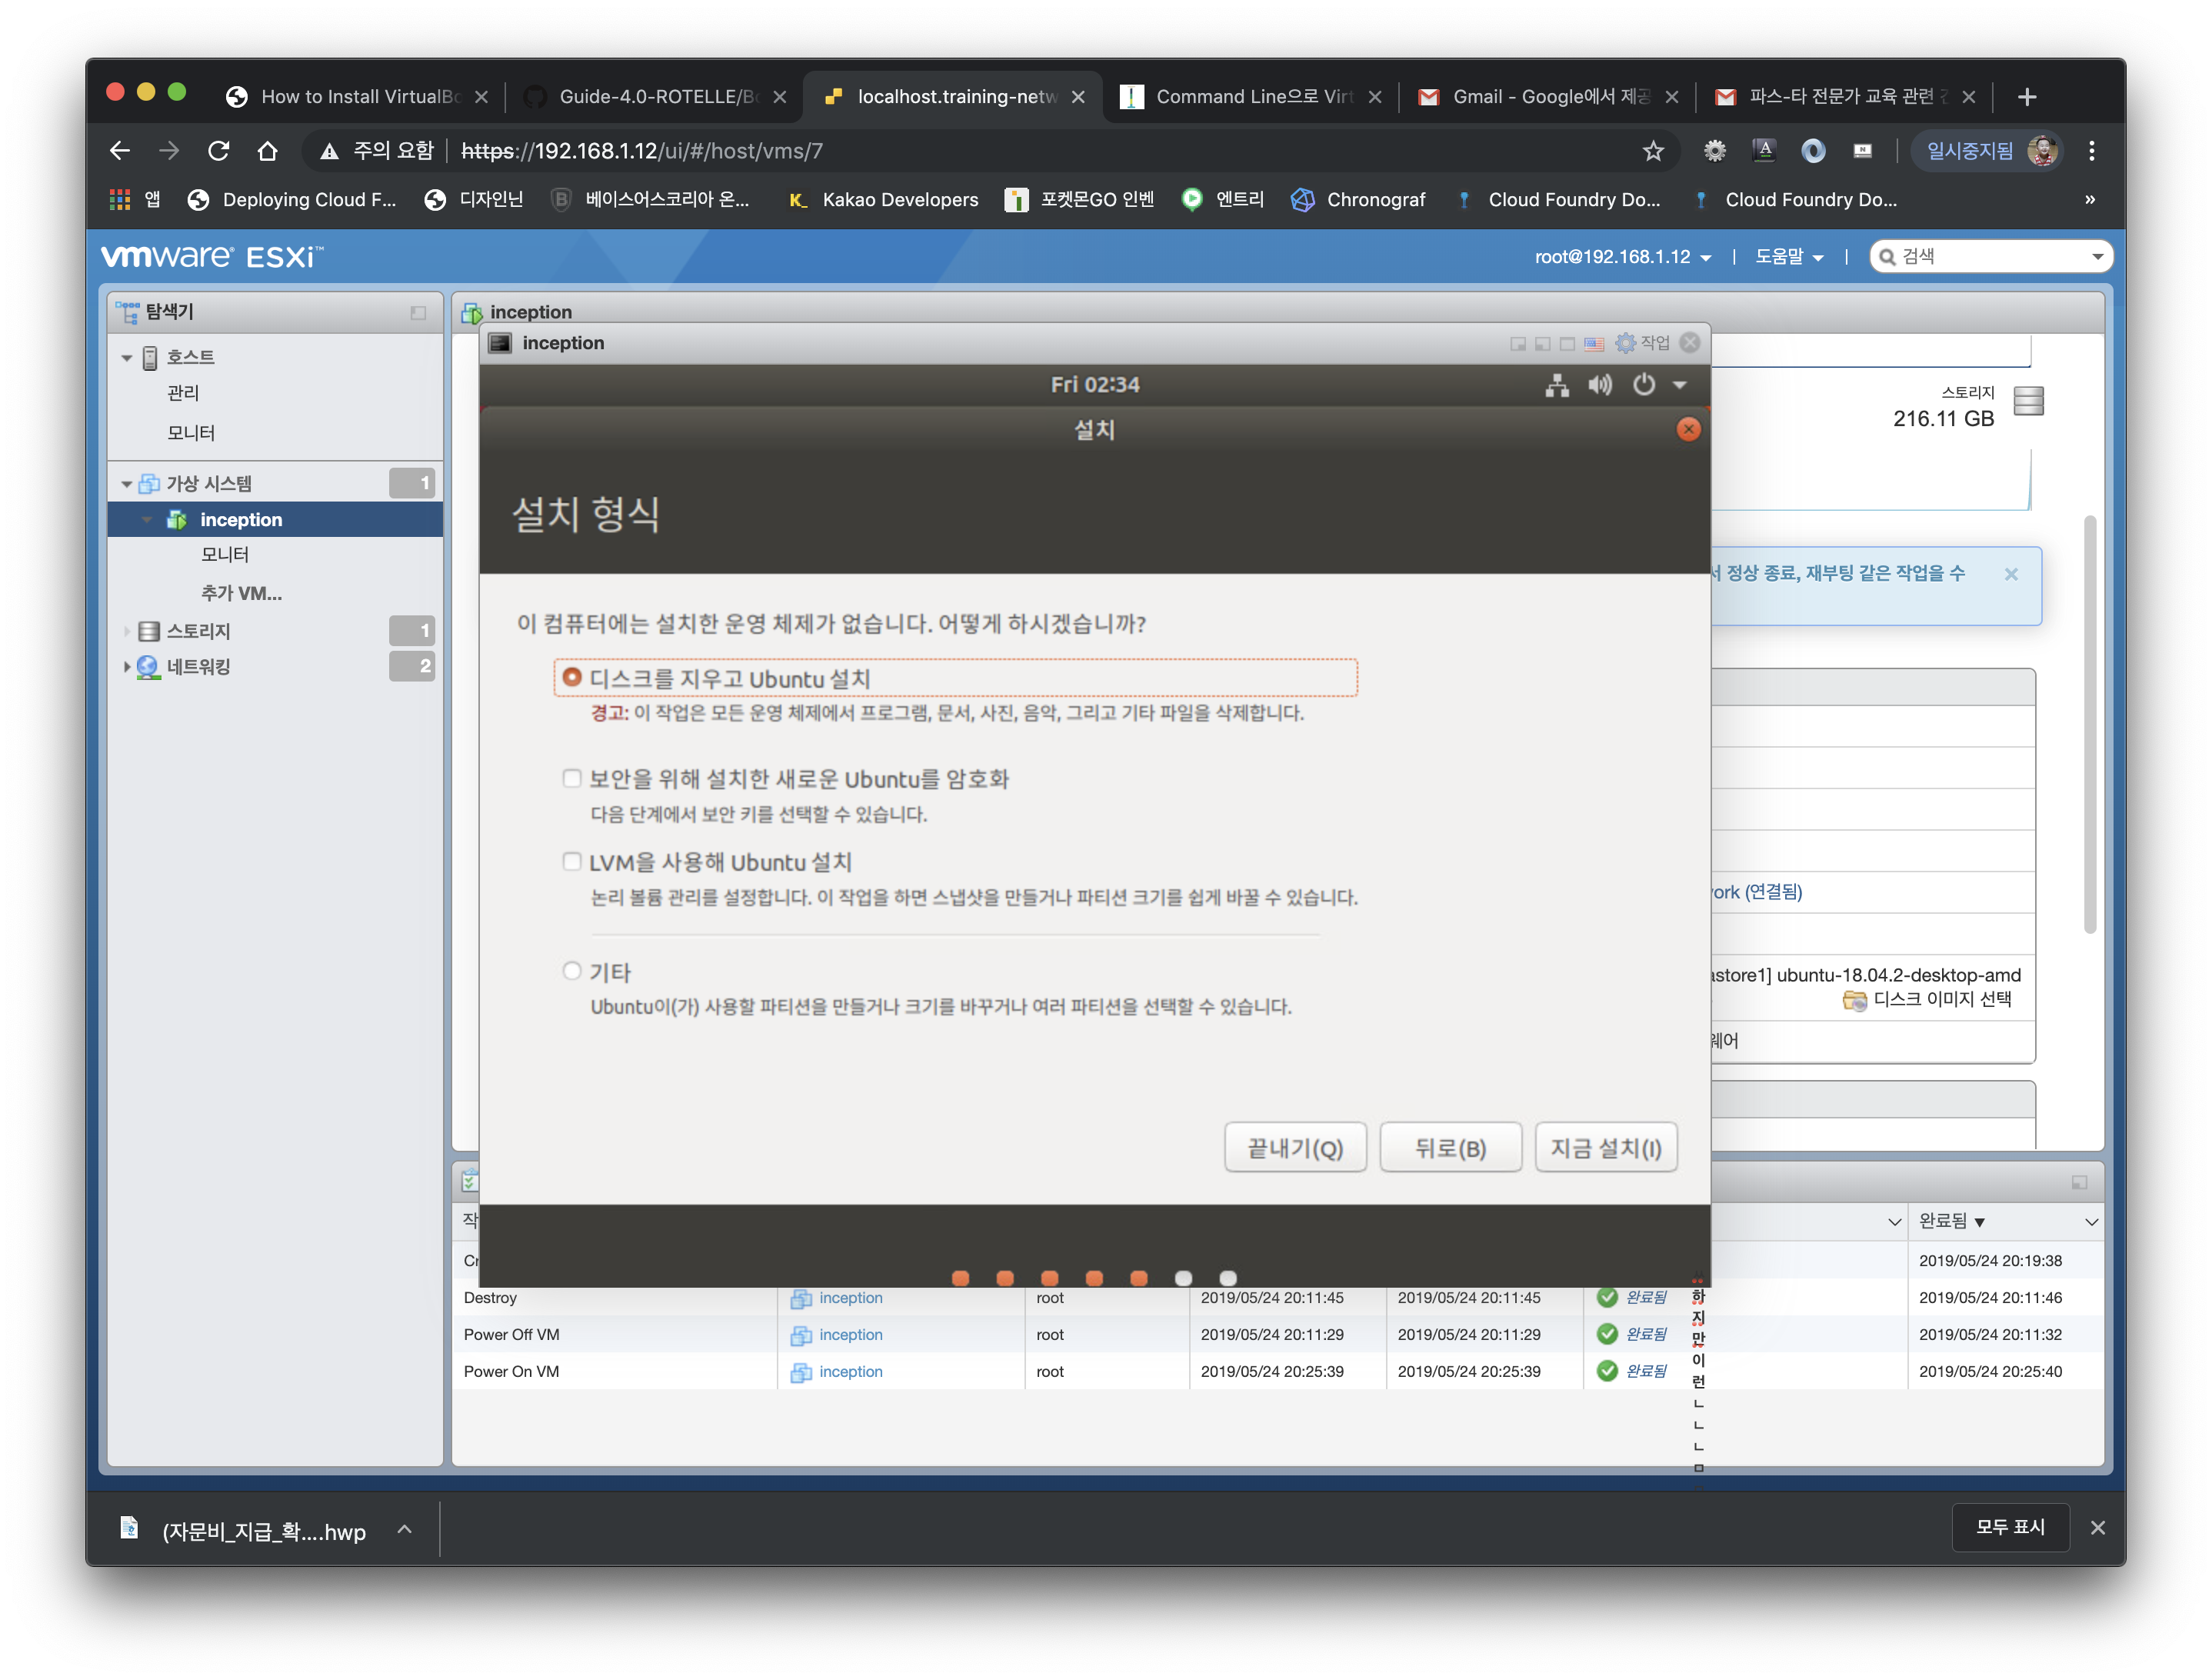 How to Install VirtualBo
Guide-4.0-ROTELLE/Bo
localhost.training-netw
Command Line으로 Virt
Gmail - Google에서 제공
파스-타 전문가 교육 관련 간
주의 요함
https://192.168.1.12/ui/#/host/vms/7
일시중지됨
앱
Deploying Cloud F...
디자인닌
베이스어스코리아 온...
Kakao Developers
포켓몬GO 인벤
엔트리
Chronograf
Cloud Foundry Do...
Cloud Foundry Do...
»
vmware® ESXi™
root@192.168.1.12
도움말
검색
탐색기
호스트
관리
모니터
가상 시스템
1
inception
모니터
추가 VM...
스토리지
1
네트워킹
2
inception
inception
작업
Fri 02:34
설치
설치 형식
이 컴퓨터에는 설치한 운영 체제가 없습니다. 어떻게 하시겠습니까?
디스크를 지우고 Ubuntu 설치
경고: 이 작업은 모든 운영 체제에서 프로그램, 문서, 사진, 음악, 그리고 기타 파일을 삭제합니다.
보안을 위해 설치한 새로운 Ubuntu를 암호화
다음 단계에서 보안 키를 선택할 수 있습니다.
LVM을 사용해 Ubuntu 설치
논리 볼륨 관리를 설정합니다. 이 작업을 하면 스냅샷을 만들거나 파티션 크기를 쉽게 바꿀 수 있습니다.
기타
Ubuntu이(가) 사용할 파티션을 만들거나 크기를 바꾸거나 여러 파티션을 선택할 수 있습니다.
끝내기(Q)
뒤로(B)
지금 설치(I)
스토리지
216.11 GB
서 정상 종료, 재부팅 같은 작업을 수
ork (연결됨)
astore1] ubuntu-18.04.2-desktop-amd
디스크 이미지 선택
웨어
작
완료됨 ▼
Cr
2019/05/24 20:19:38
Destroy
inception
root
2019/05/24 20:11:45
2019/05/24 20:11:45
완료됨
2019/05/24 20:11:46
Power Off VM
inception
root
2019/05/24 20:11:29
2019/05/24 20:11:29
완료됨
2019/05/24 20:11:32
Power On VM
inception
root
2019/05/24 20:25:39
2019/05/24 20:25:39
완료됨
2019/05/24 20:25:40
하
지
만
이
런
ㄴ
ㄴ
ㄴ
ㅁ
(자문비_지급_확....hwp
모두 표시